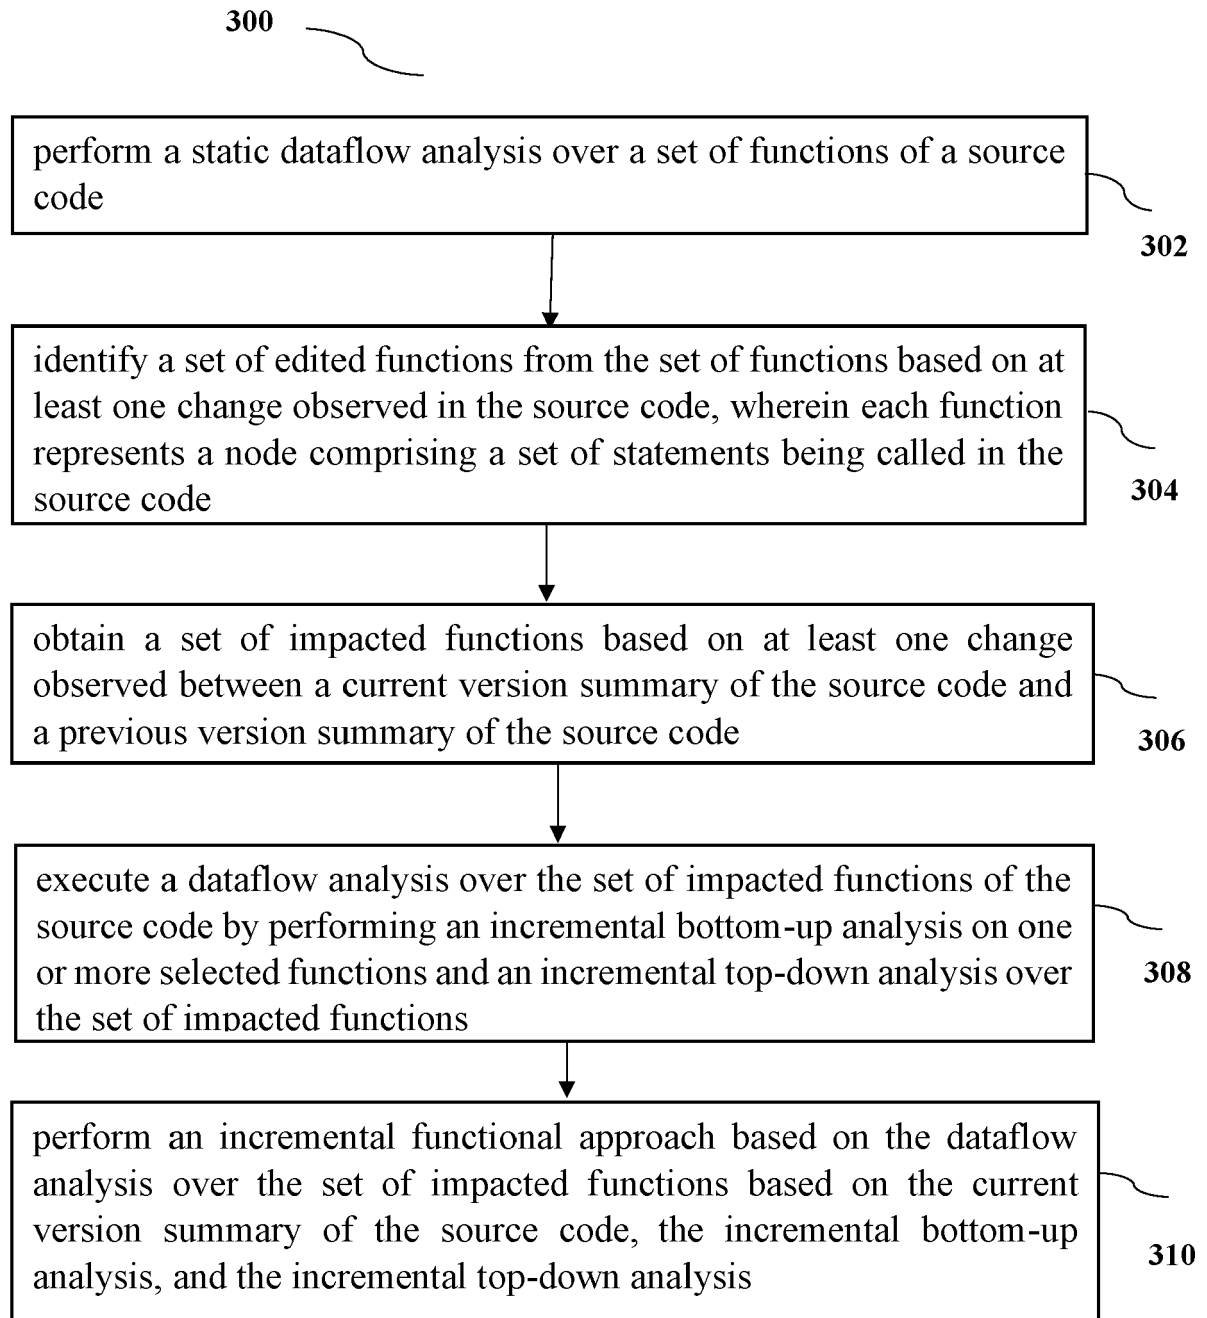 300
perform a static dataflow analysis over a set of functions of a source
code
302
identify a set of edited functions from the set of functions based on at
least one change observed in the source code, wherein each function
represents a node comprising a set of statements being called in the
source code
304
obtain a set of impacted functions based on at least one change
observed between a current version summary of the source code and
a previous version summary of the source code
306
execute a dataflow analysis over the set of impacted functions of the
source code by performing an incremental bottom-up analysis on one
or more selected functions and an incremental top-down analysis over
the set of impacted functions
308
perform an incremental functional approach based on the dataflow
analysis over the set of impacted functions based on the current
version summary of the source code, the incremental bottom-up
analysis, and the incremental top-down analysis
310